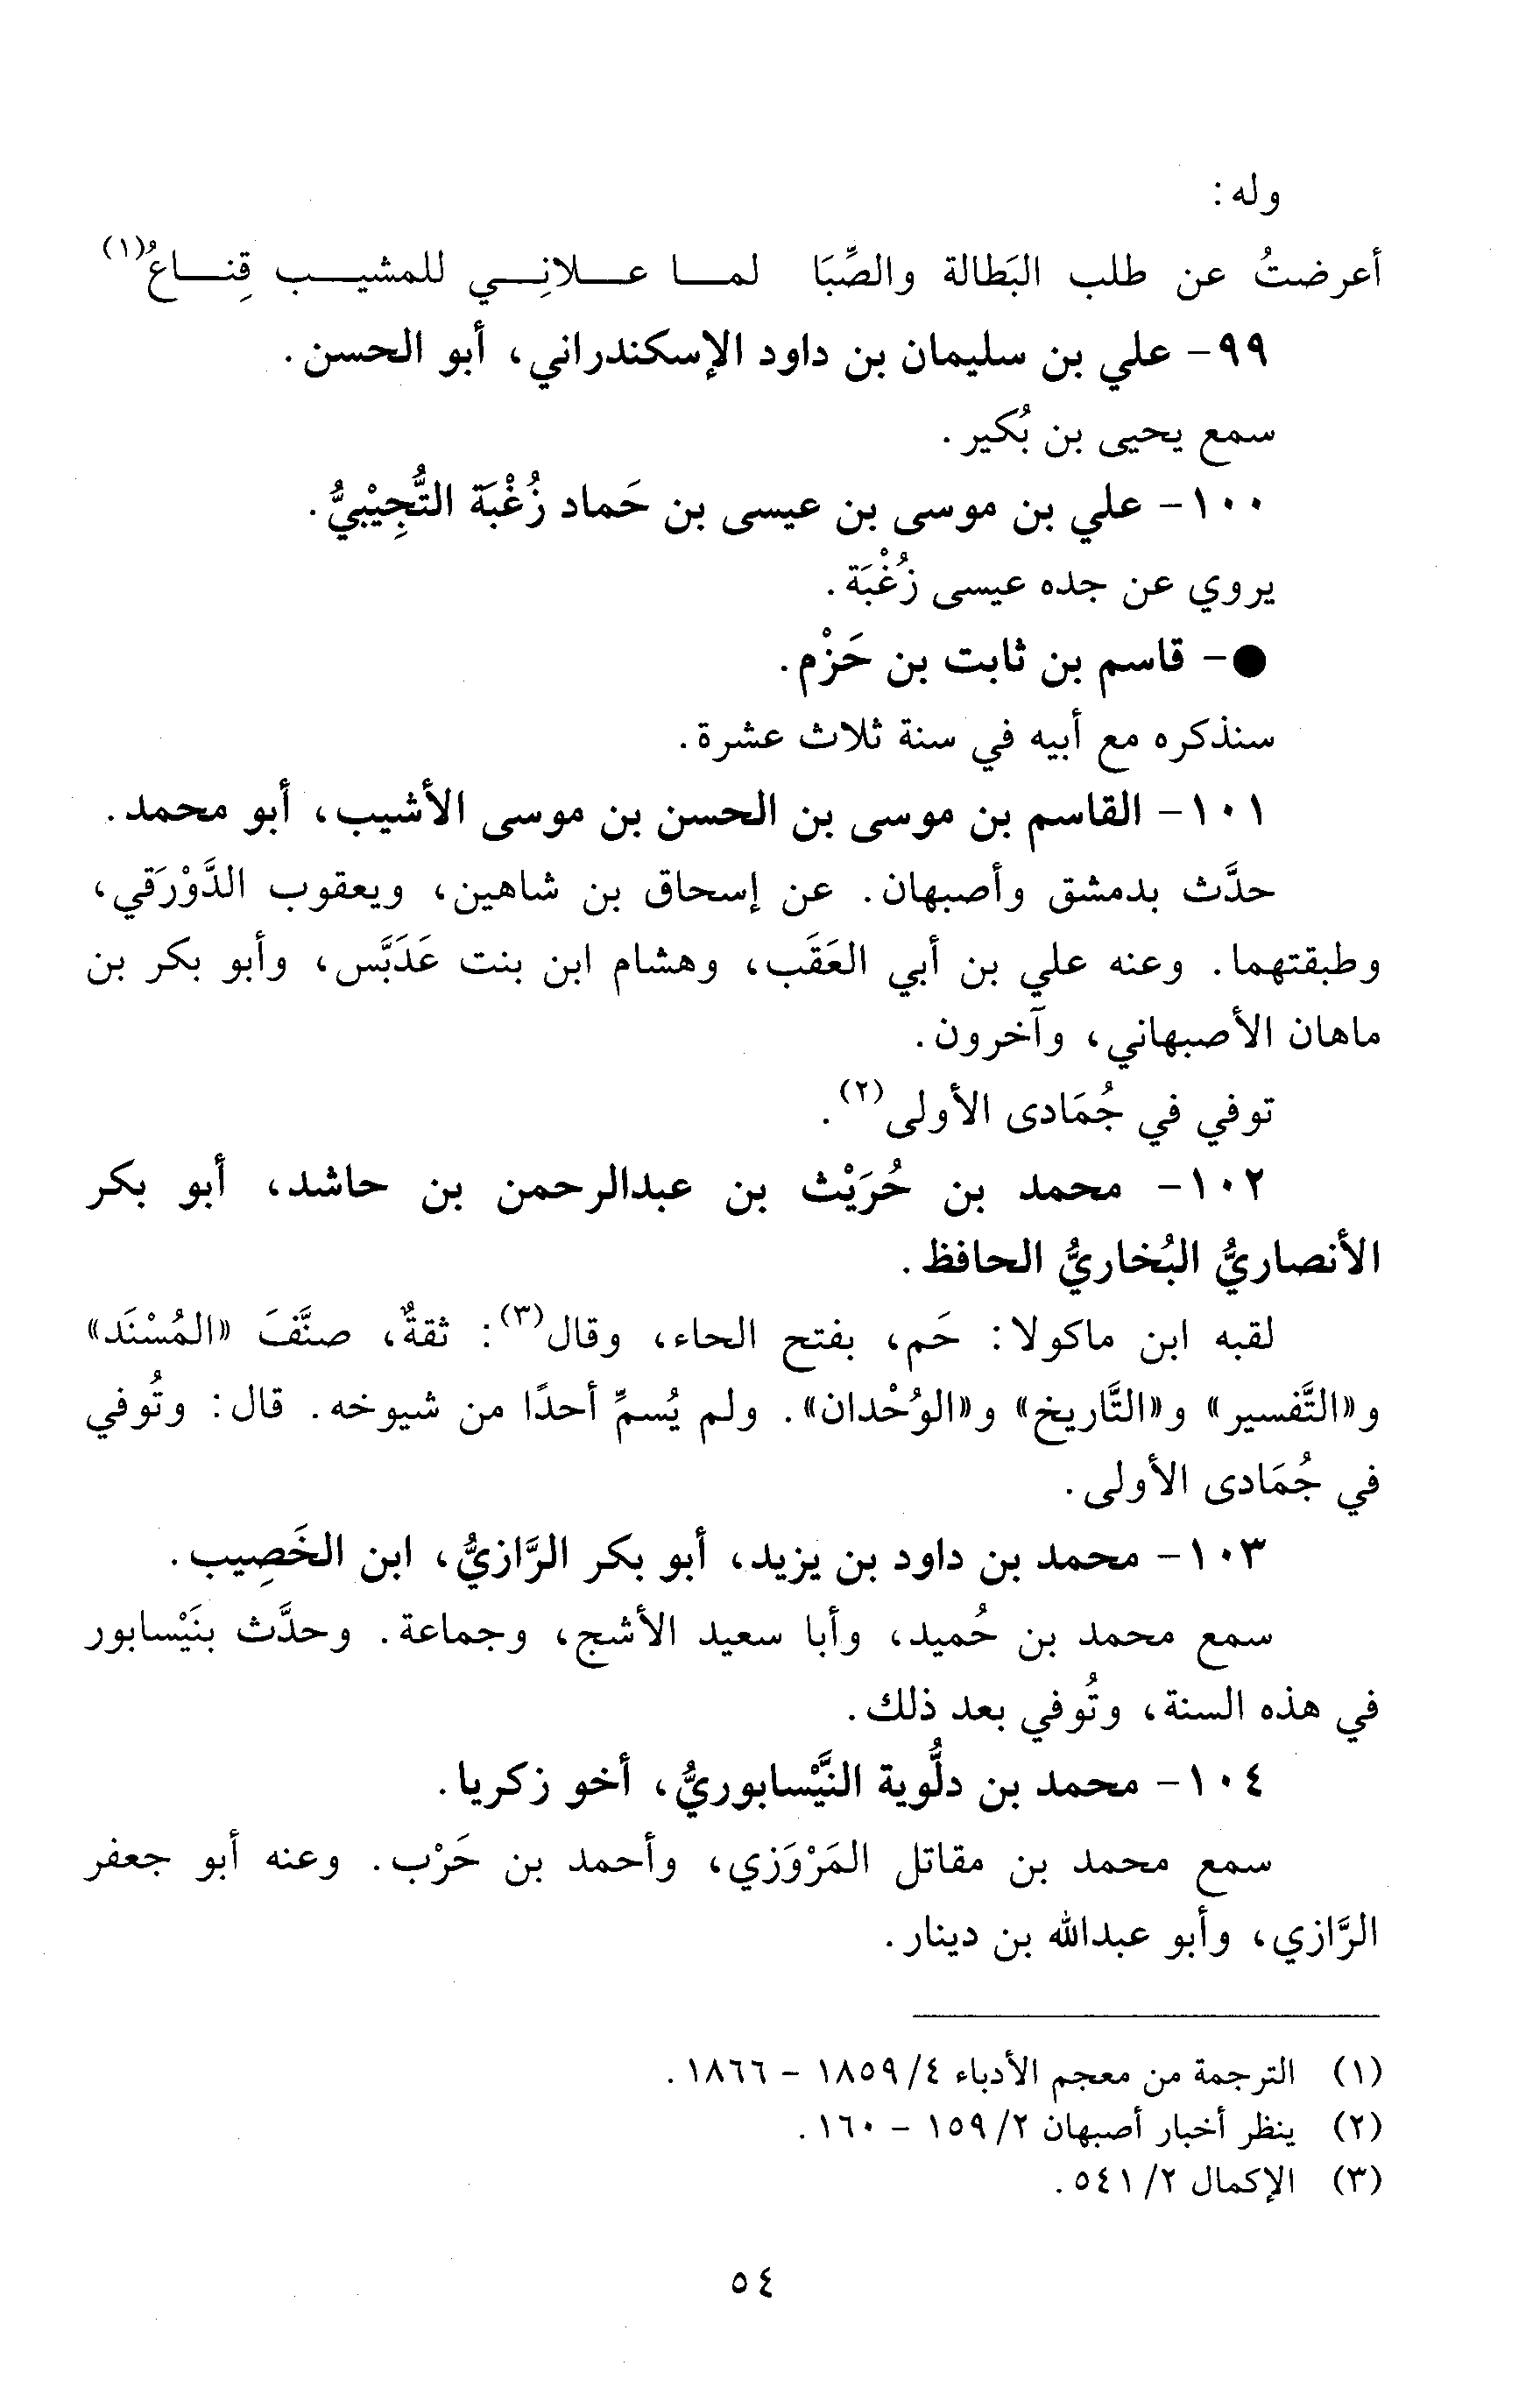 وله:
أعرضتُ عن طلب البَطالة والصِّبَا لما علانِي للمشيب قِناعُ(١)
٩٩- علي بن سليمان بن داود الإسكندراني، أبو الحسن.
سمع يحيى بن بُكير.
١٠٠- علي بن موسى بن عيسى بن حَماد زُغْبَة التُّجِيْبيُّ.
يروي عن جده عيسى زُغْبَة.
●- قاسم بن ثابت بن حَزْم.
سنذكره مع أبيه في سنة ثلاث عشرة.
١٠١- القاسم بن موسى بن الحسن بن موسى الأشيب، أبو محمد.
حدَّث بدمشق وأصبهان. عن إسحاق بن شاهين، ويعقوب الدَّوْرَقي،
وطبقتهما. وعنه علي بن أبي العَقَب، وهشام ابن بنت عَدَبَّس، وأبو بكر بن
ماهان الأصبهاني، وآخرون.
توفي في جُمَادى الأولى(٢).
١٠٢- محمد بن حُرَيْث بن عبدالرحمن بن حاشد، أبو بكر
الأنصاريُّ البُخاريُّ الحافظ.
لقبه ابن ماكولا: حَم، بفتح الحاء، وقال(٣): ثقةٌ، صنَّفَ «المُسْنَد»
و«التَّفسير» و«التَّاريخ» و«الوُحْدان». ولم يُسمِّ أحدًا من شيوخه. قال: وتُوفي
في جُمَادى الأولى.
١٠٣- محمد بن داود بن يزيد، أبو بكر الرَّازيُّ، ابن الخَصِيب.
سمع محمد بن حُميد، وأبا سعيد الأشج، وجماعة. وحدَّث بنَيْسابور
في هذه السنة، وتُوفي بعد ذلك.
١٠٤- محمد بن دلُّوية النَّيْسابوريُّ، أخو زكريا.
سمع محمد بن مقاتل المَرْوَزي، وأحمد بن حَرْب. وعنه أبو جعفر
الرَّازي، وأبو عبدالله بن دينار.
(١) الترجمة من معجم الأدباء ٤/ ١٨٥٩ - ١٨٦٦.
(٢) ينظر أخبار أصبهان ٢/ ١٥٩ - ١٦٠.
(٣) الإكمال ٢/ ٥٤١.
٥٤